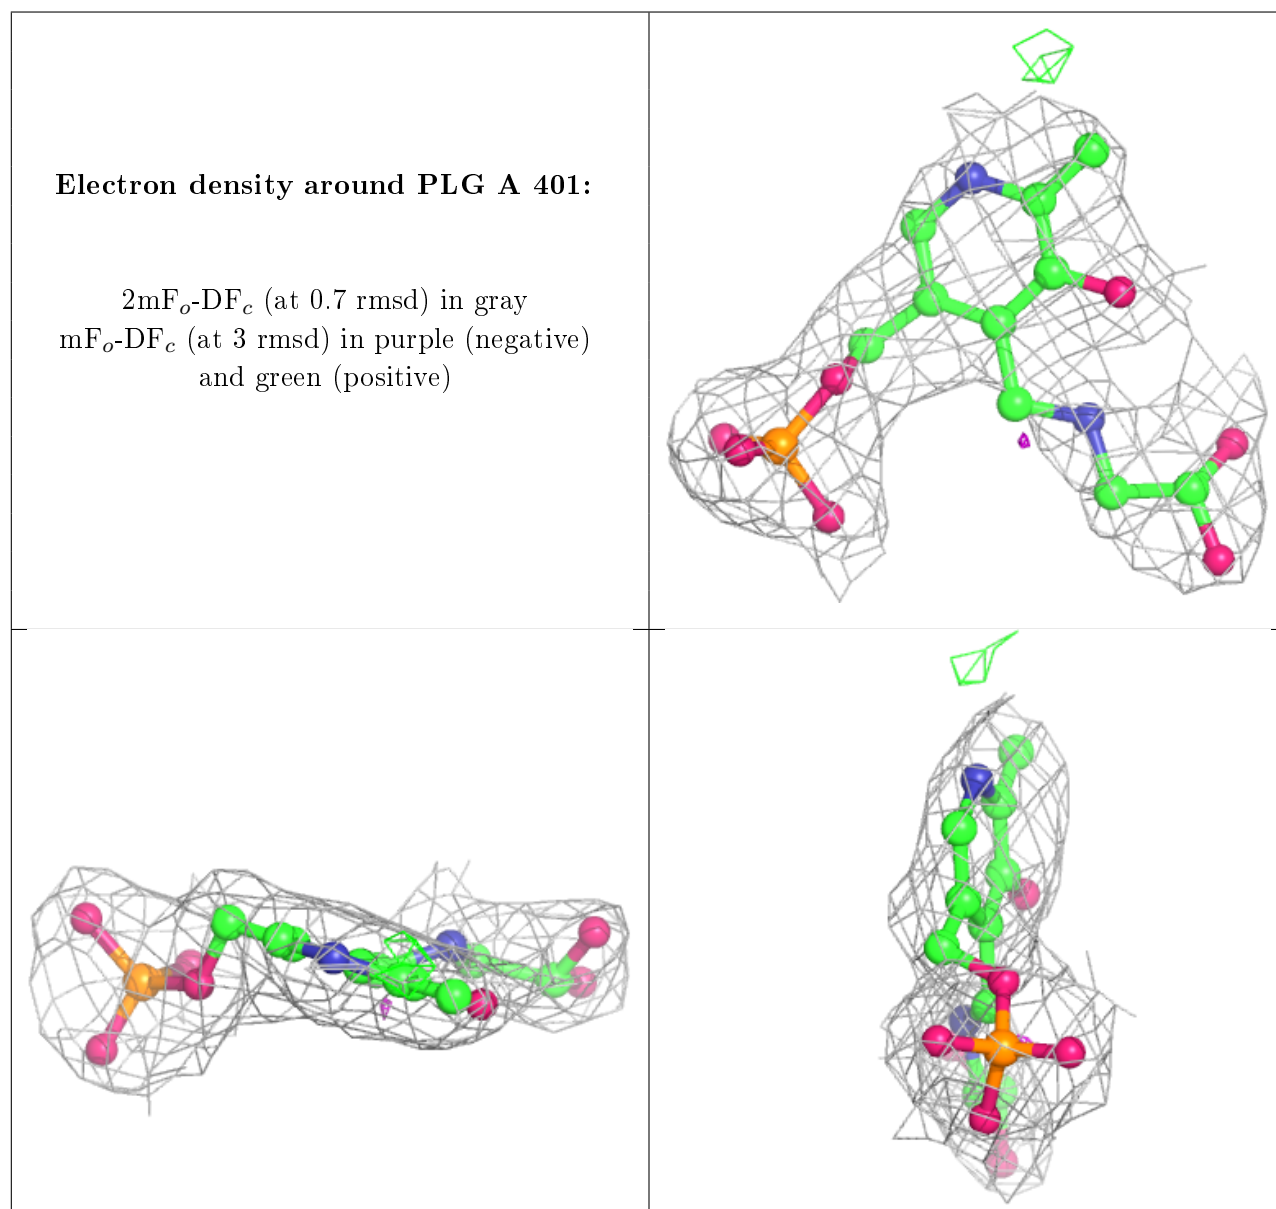 Electron density around PLG A 401:
2mFo-DFc (at 0.7 rmsd) in gray
mFo-DFc (at 3 rmsd) in purple (negative)
and green (positive)